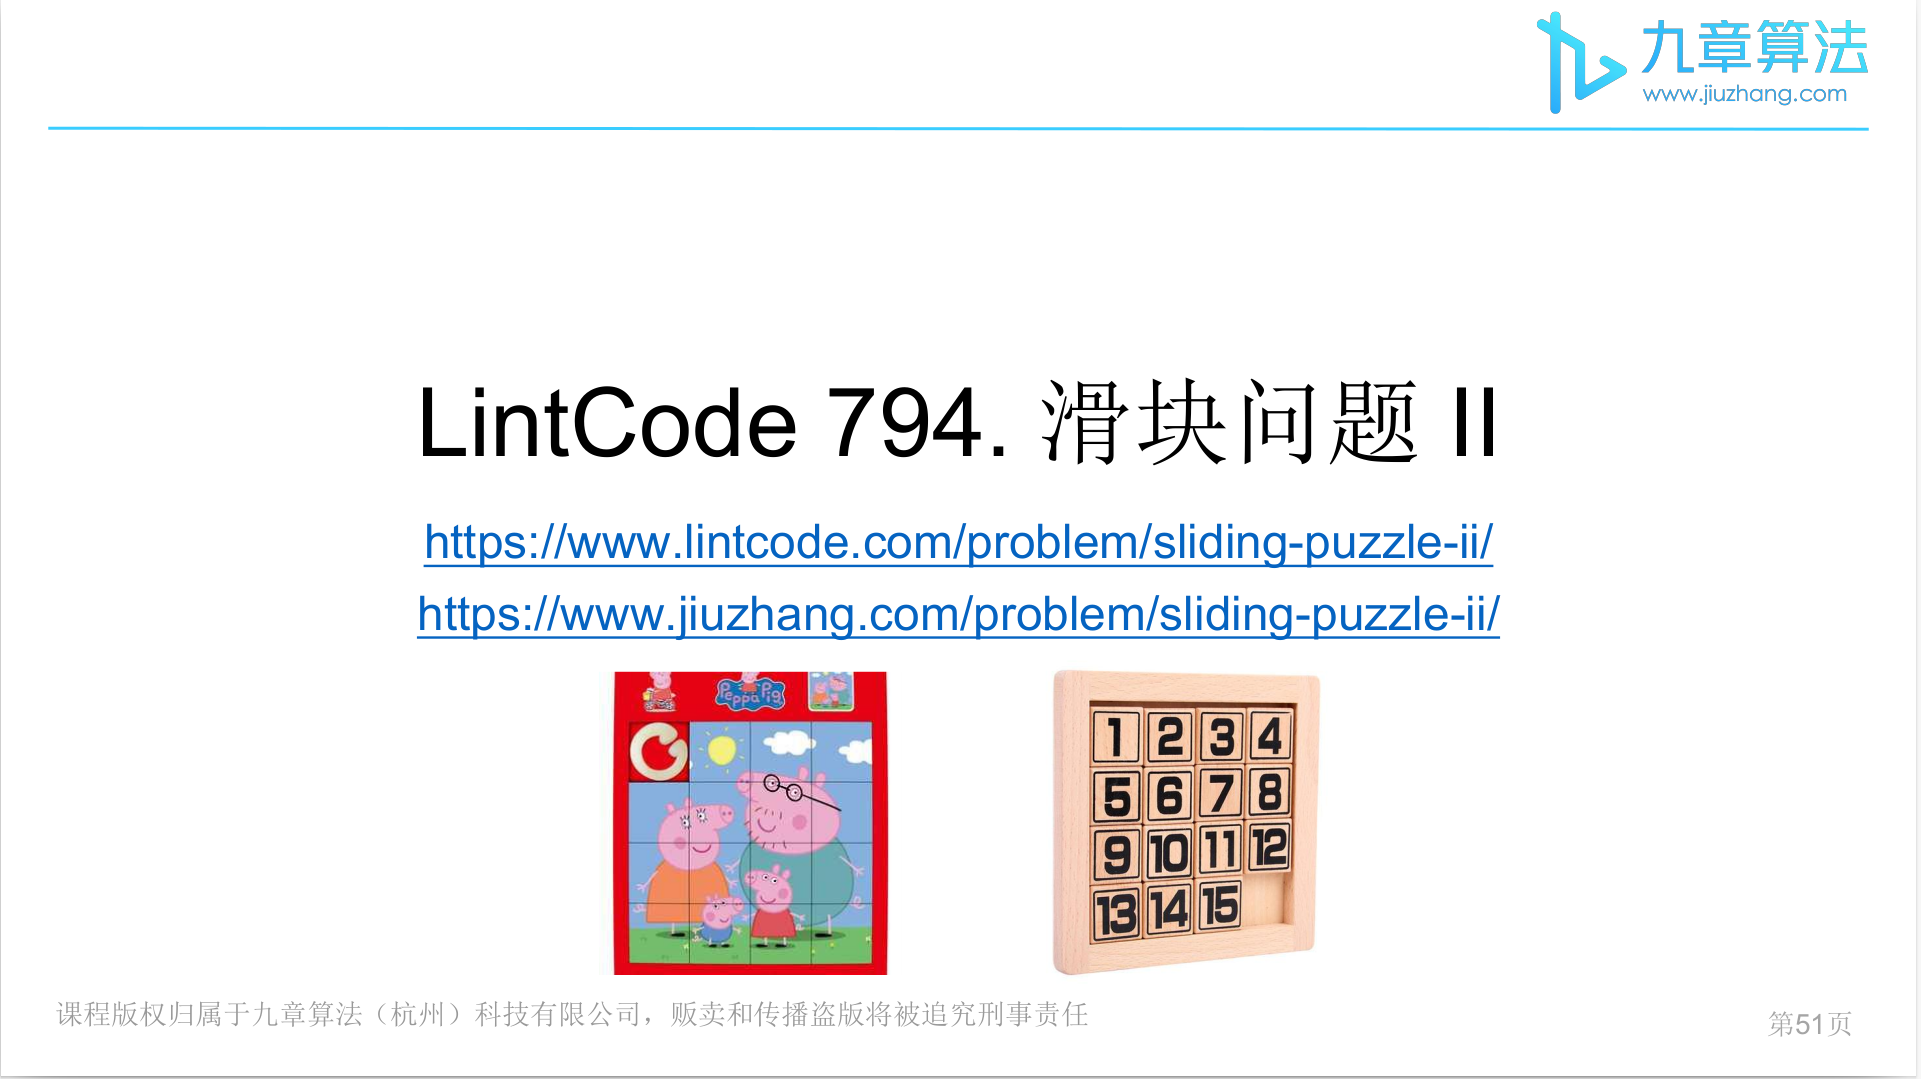 九章算法
www.jiuzhang.com
LintCode 794. 滑块问题 II
https://www.lintcode.com/problem/sliding-puzzle-ii/
https://www.jiuzhang.com/problem/sliding-puzzle-ii/
Peppa Pig
1 2 3 4
5 6 7 8
9 10 11 12
13 14 15
课程版权归属于九章算法（杭州）科技有限公司，贩卖和传播盗版将被追究刑事责任
第51页